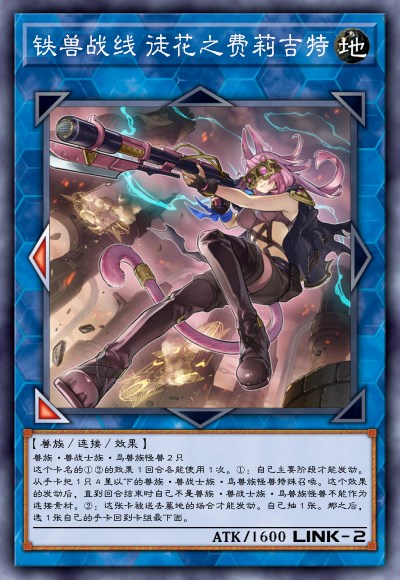 铁兽战线 徒花之费莉吉特
地
【兽族／连接／效果】
兽族·兽战士族·鸟兽族怪兽2只
这个卡名的①②的效果1回合各能使用1次。①：自己主要阶段才能发动。
从手卡把1只4星以下的兽族·兽战士族·鸟兽族怪兽特殊召唤。这个效果
的发动后，直到回合结束时自己不是兽族·兽战士族·鸟兽族怪兽不能作为
连接素材。②：这张卡被送去墓地的场合才能发动。自己抽1张。那之后，
选1张自己的手卡回到卡组最下面。
ATK/1600 LINK-2